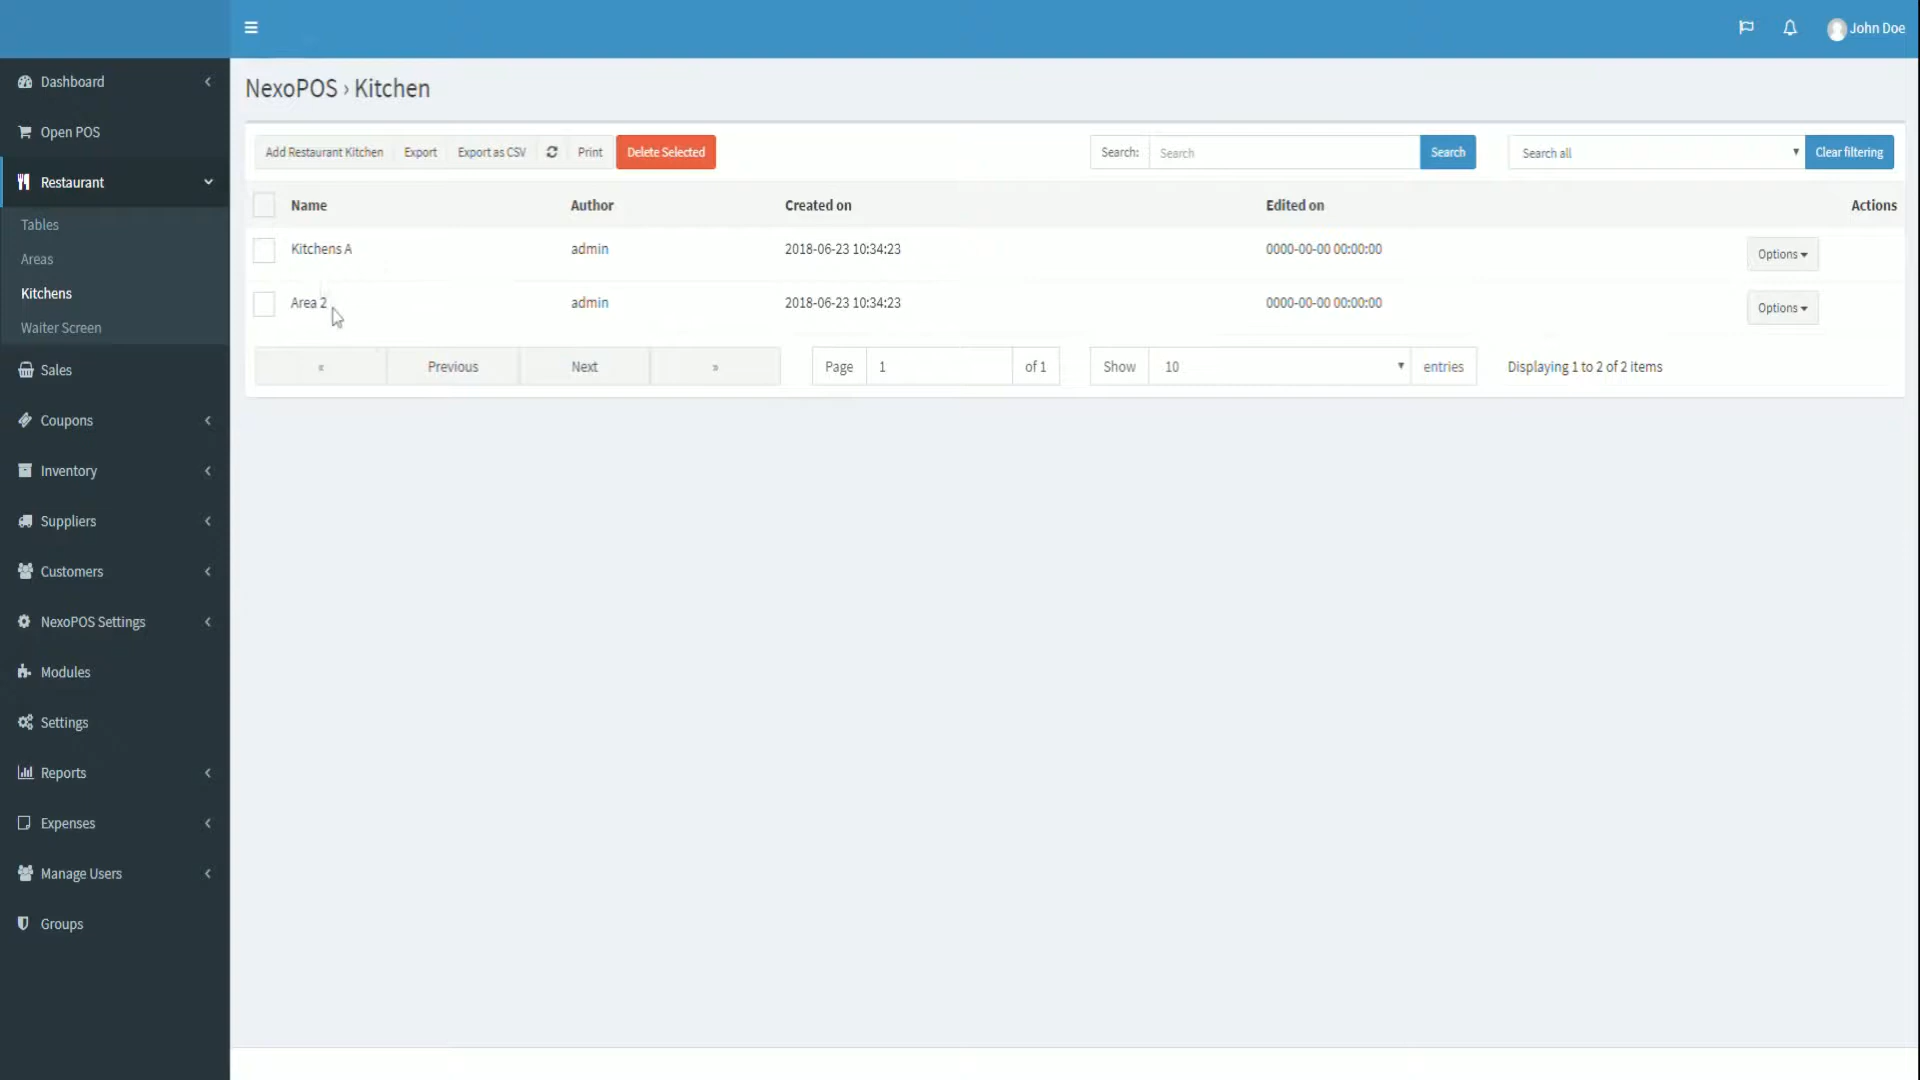 John Doe
Dashboard
Open POS
Restaurant
Tables
Areas
Kitchens
Waiter Screen
Sales
Coupons
Inventory
Suppliers
Customers
NexoPOS Settings
Modules
Settings
Reports
Expenses
Manage Users
Groups
NexoPOS › Kitchen
Add Restaurant Kitchen Export Export as CSV Print Delete Selected Search: Search Search Search all Clear filtering
Name Author Created on Edited on Actions
Kitchens A admin 2018-06-23 10:34:23 0000-00-00 00:00:00 Options
Area 2 admin 2018-06-23 10:34:23 0000-00-00 00:00:00 Options
« Previous Next » Page 1 of 1 Show 10 entries Displaying 1 to 2 of 2 items